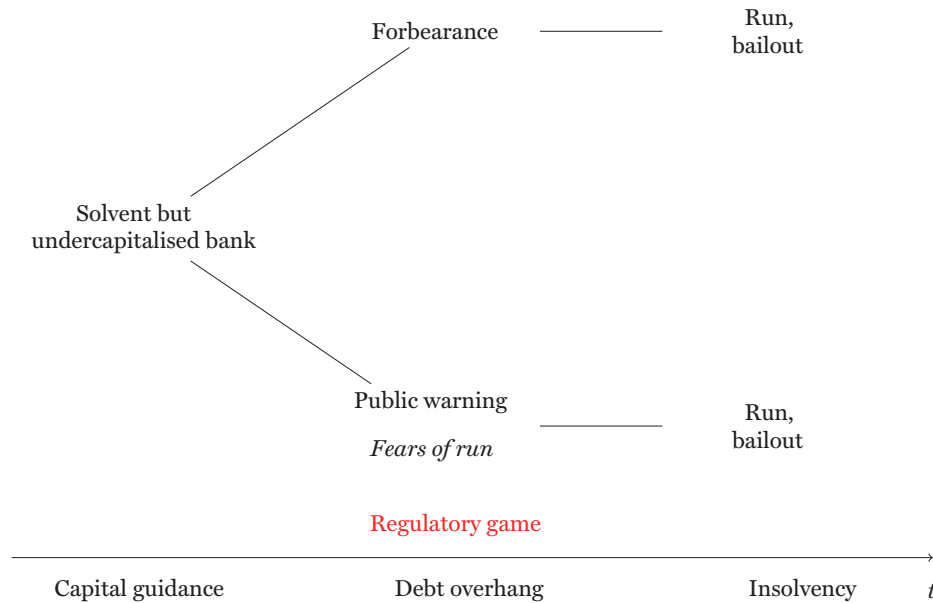 Forbearance
Run,
bailout
Solvent but
undercapitalised bank
Public warning
Fears of run
Run,
bailout
Regulatory game
Capital guidance
Debt overhang
Insolvency
t